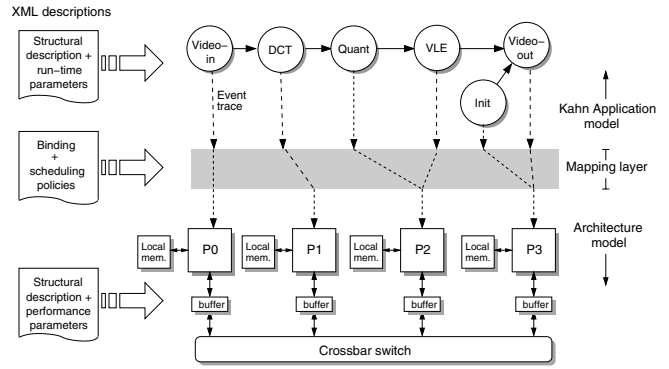 XML descriptions
Structural
description +
run−time
parameters
Video−
in
DCT
Quant
VLE
Video−
out
Init
Event
trace
Kahn Application
model
Binding
+
scheduling
policies
Mapping layer
Architecture
model
Local
mem.
P0
Local
mem.
P1
Local
mem.
P2
Local
mem.
P3
Structural
description +
performance
parameters
buffer
buffer
buffer
buffer
Crossbar switch